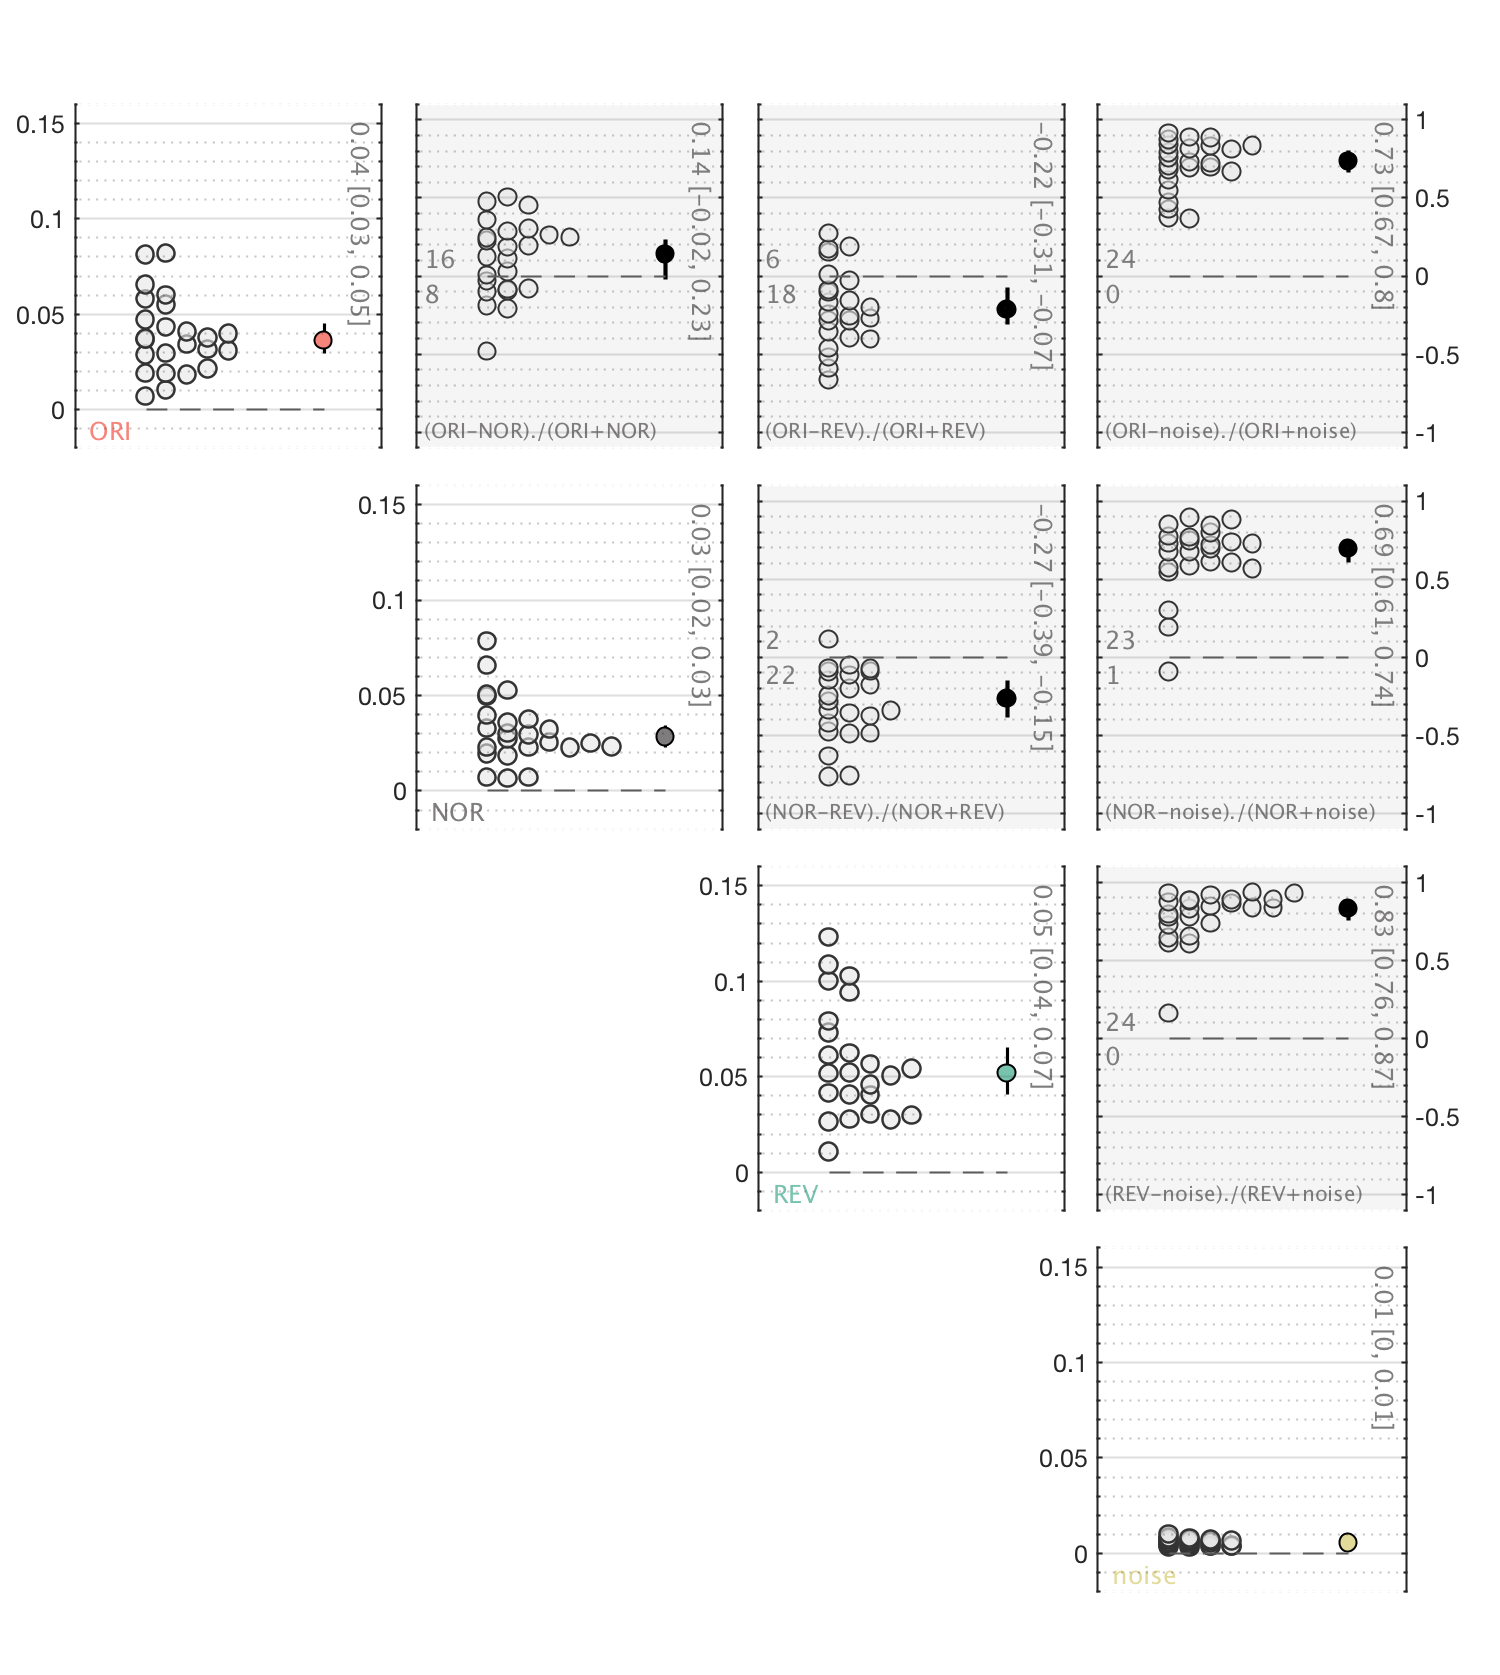 0.15
0.1
0.05
0
ORI
0.04 [0.03, 0.05]
16
8
(ORI−NOR)./(ORI+NOR)
0.14 [−0.02, 0.23]
6
18
(ORI−REV)./(ORI+REV)
−0.22 [−0.31, −0.07]
24
0
(ORI−noise)./(ORI+noise)
0.73 [0.67, 0.8]
1
0.5
0
-0.5
-1
0.15
0.1
0.05
0
NOR
0.03 [0.02, 0.03]
2
22
(NOR−REV)./(NOR+REV)
−0.27 [−0.39, −0.15]
23
1
(NOR−noise)./(NOR+noise)
0.69 [0.61, 0.74]
1
0.5
0
-0.5
-1
0.15
0.1
0.05
0
REV
0.05 [0.04, 0.07]
24
0
(REV−noise)./(REV+noise)
0.83 [0.76, 0.87]
1
0.5
0
-0.5
-1
0.15
0.1
0.05
0
noise
0.01 [0, 0.01]